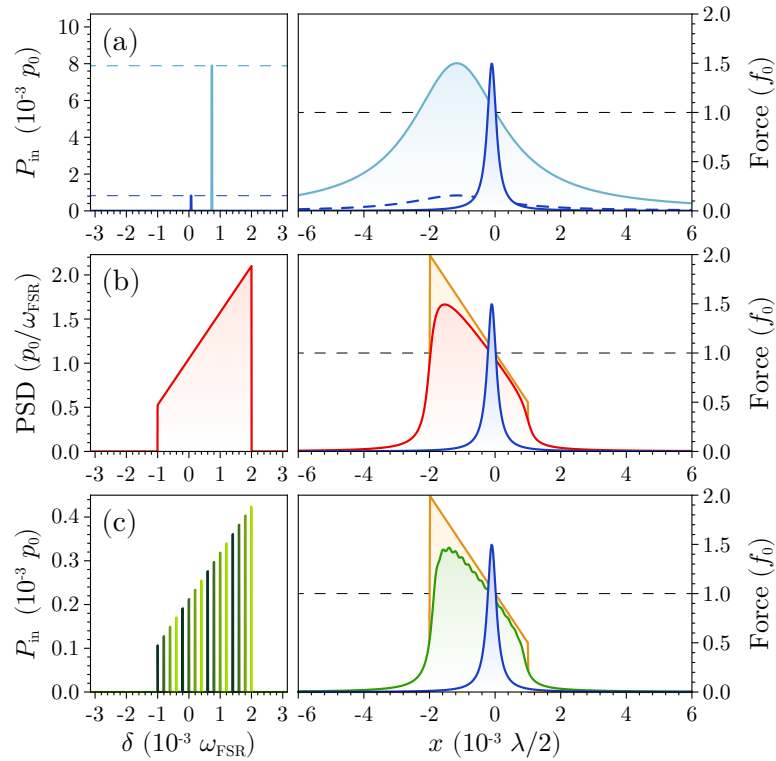 (a)
P_in (10^-3 p_0)
10
8
6
4
2
0
-3 -2 -1 0 1 2 3
2.0
1.5
1.0
0.5
0.0
Force (f_0)
-6 -4 -2 0 2 4 6
(b)
PSD (p_0/ω_FSR)
2.0
1.5
1.0
0.5
0.0
-3 -2 -1 0 1 2 3
2.0
1.5
1.0
0.5
0.0
Force (f_0)
-6 -4 -2 0 2 4 6
(c)
P_in (10^-3 p_0)
0.4
0.3
0.2
0.1
0.0
-3 -2 -1 0 1 2 3
2.0
1.5
1.0
0.5
0.0
Force (f_0)
-6 -4 -2 0 2 4 6
δ (10^-3 ω_FSR)
x (10^-3 λ/2)